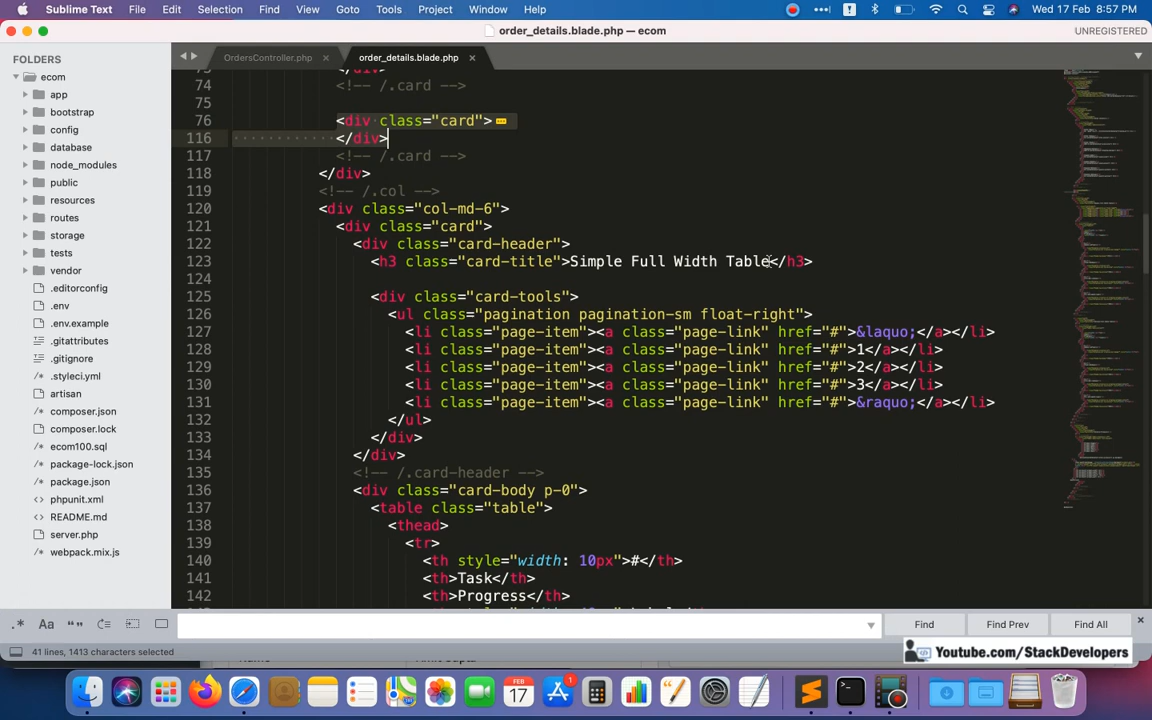 Sublime Text File Edit Selection Find View Goto Tools Project Window Help Wed 17 Feb 8:57 PM
order_details.blade.php — ecom UNREGISTERED
FOLDERS
ecom
app
bootstrap
config
database
node_modules
public
resources
routes
storage
tests
vendor
.editorconfig
.env
.env.example
.gitattributes
.gitignore
.styleci.yml
artisan
composer.json
composer.lock
ecom100.sql
package-lock.json
package.json
phpunit.xml
README.md
server.php
webpack.mix.js
OrdersController.php × order_details.blade.php ×
73 </div>
74 <!-- /.card -->
75
76 <div class="card">
116 </div>
117 <!-- /.card -->
118 </div>
119 <!-- /.col -->
120 <div class="col-md-6">
121 <div class="card">
122 <div class="card-header">
123 <h3 class="card-title">Simple Full Width Table</h3>
124
125 <div class="card-tools">
126 <ul class="pagination pagination-sm float-right">
127 <li class="page-item"><a class="page-link" href="#">&laquo;</a></li>
128 <li class="page-item"><a class="page-link" href="#">1</a></li>
129 <li class="page-item"><a class="page-link" href="#">2</a></li>
130 <li class="page-item"><a class="page-link" href="#">3</a></li>
131 <li class="page-item"><a class="page-link" href="#">&raquo;</a></li>
132 </ul>
133 </div>
134 </div>
135 <!-- /.card-header -->
136 <div class="card-body p-0">
137 <table class="table">
138 <thead>
139 <tr>
140 <th style="width: 10px">#</th>
141 <th>Task</th>
142 <th>Progress</th>
Find Find Prev Find All
41 lines, 1413 characters selected
Youtube.com/StackDevelopers